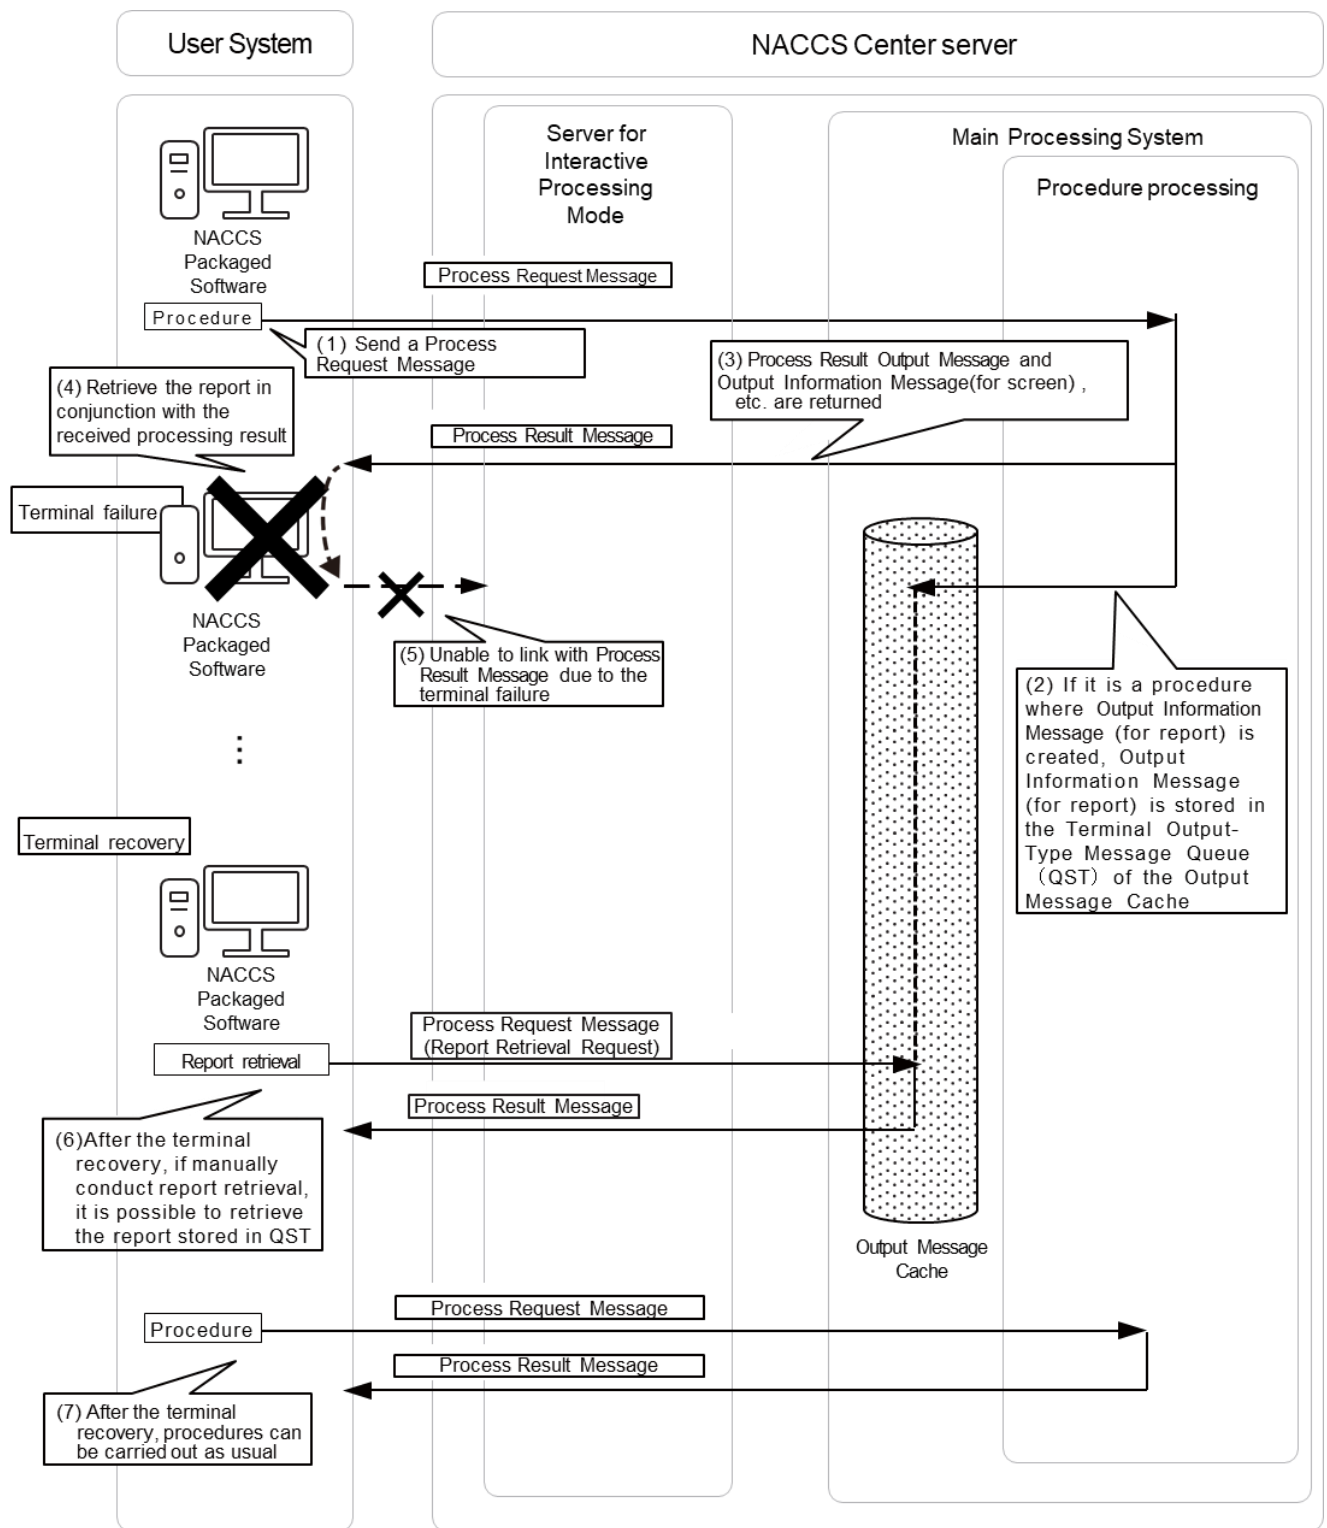 User System
NACCS Center server
Server for
Interactive
Processing
Mode
Main Processing System
Procedure processing
NACCS
Packaged
Software
Process Request Message
Procedure
(1) Send a Process
Request Message
(3) Process Result Output Message and
Output Information Message(for screen) ,
etc. are returned
(4) Retrieve the report in
conjunction with the
received processing result
Process Result Message
Terminal failure
NACCS
Packaged
Software
(5) Unable to link with Process
Result Message due to the
terminal failure
(2) If it is a procedure
where Output Information
Message (for report) is
created, Output
Information Message
(for report) is stored in
the Terminal Output-
Type Message Queue
(QST) of the Output
Message Cache
Terminal recovery
NACCS
Packaged
Software
Process Request Message
(Report Retrieval Request)
Report retrieval
Process Result Message
(6)After the terminal
recovery, if manually
conduct report retrieval,
it is possible to retrieve
the report stored in QST
Output Message
Cache
Process Request Message
Procedure
Process Result Message
(7) After the terminal
recovery, procedures can
be carried out as usual